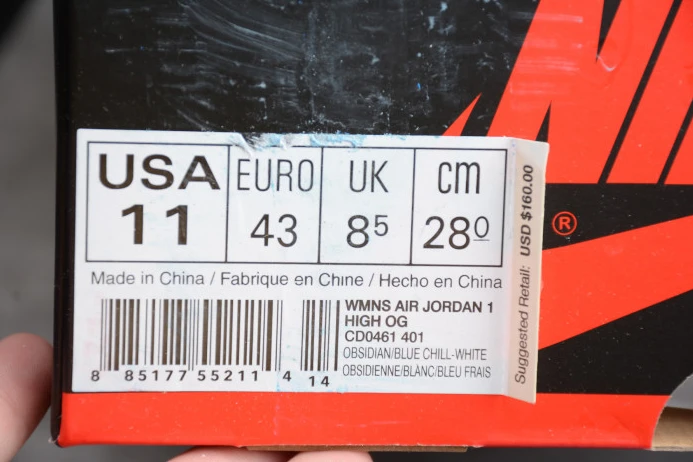 USA EURO UK cm
11 43 85 280
Made in China / Fabrique en Chine / Hecho en China
WMNS AIR JORDAN 1
HIGH OG
CD0461 401
OBSIDIAN/BLUE CHILL-WHITE
OBSIDIENNE/BLANC/BLEU FRAIS
8 85177 55211 4 14
Suggested Retail: USD $160.00
®